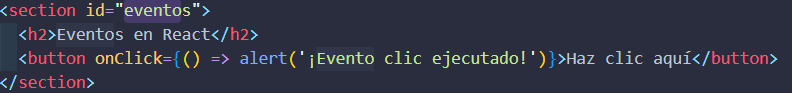 <section id="eventos">
<h2>Eventos en React</h2>
<button onClick={() => alert('¡Evento clic ejecutado!')}>Haz clic aquí</button>
</section>